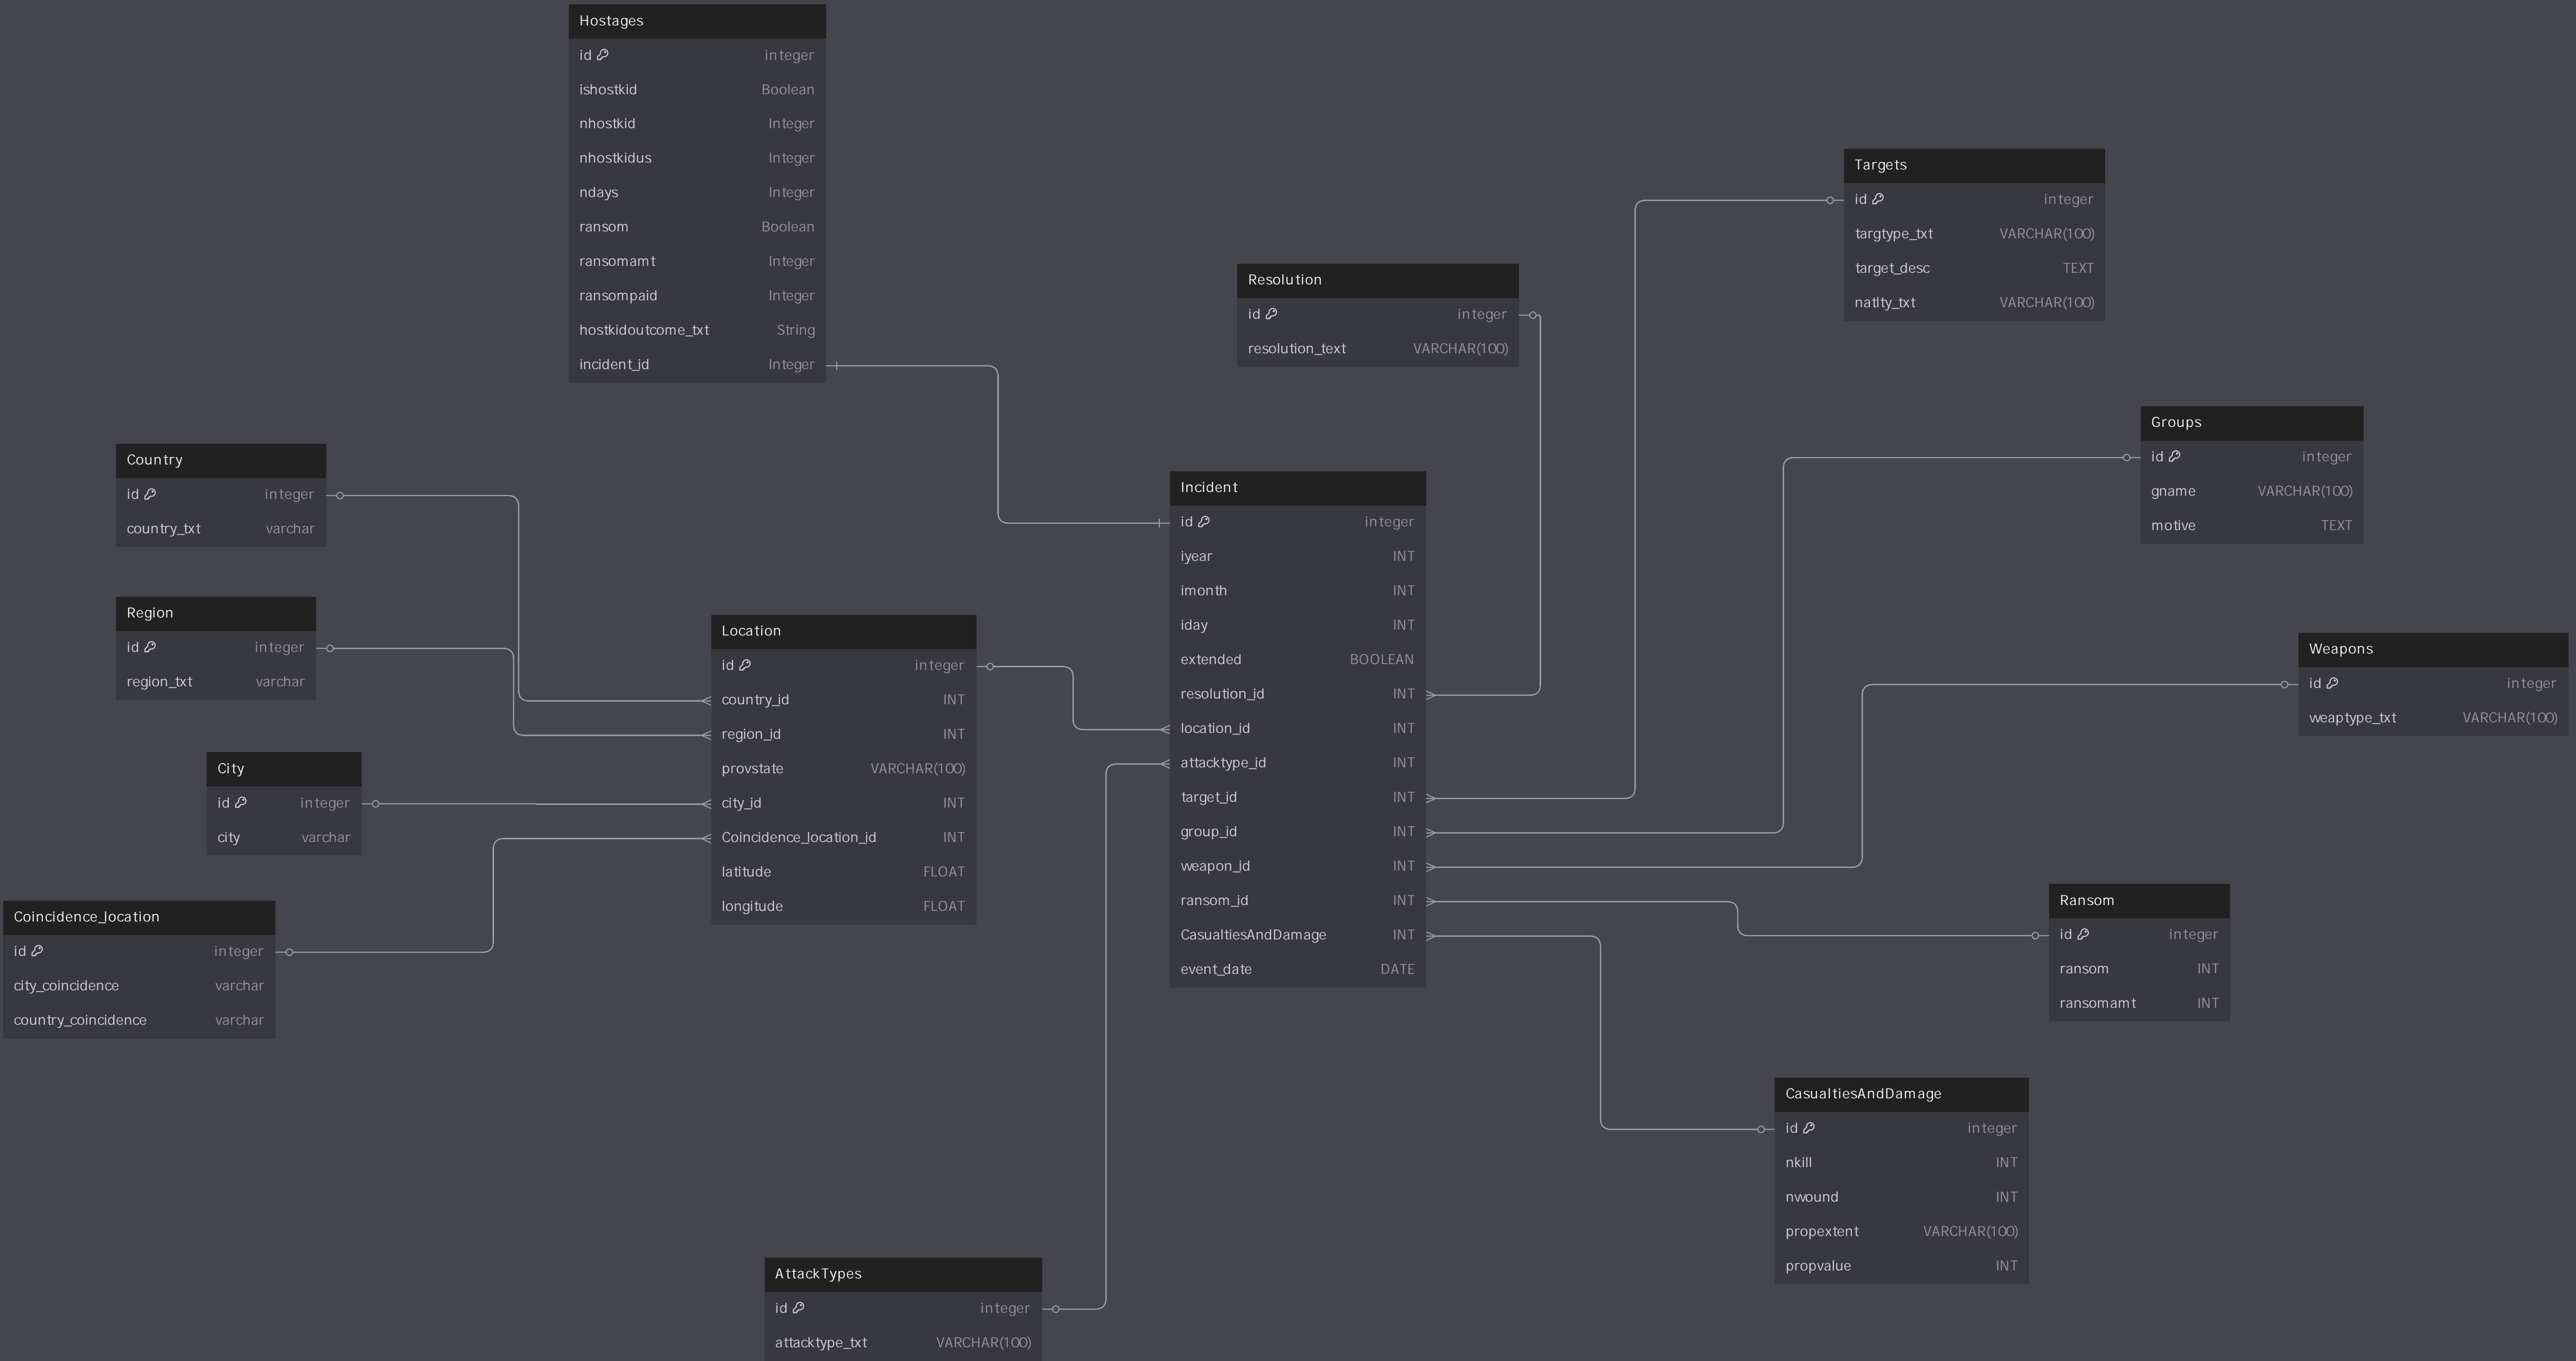 Hostages
id integer
ishostkid Boolean
nhostkid Integer
nhostkidus Integer
ndays Integer
ransom Boolean
ransomamt Integer
ransompaid Integer
hostkidoutcome_txt String
incident_id Integer
Targets
id integer
targtype_txt VARCHAR(100)
target_desc TEXT
natlty_txt VARCHAR(100)
Resolution
id integer
resolution_text VARCHAR(100)
Groups
id integer
gname VARCHAR(100)
motive TEXT
Country
id integer
country_txt varchar
Incident
id integer
iyear INT
imonth INT
iday INT
extended BOOLEAN
resolution_id INT
location_id INT
attacktype_id INT
target_id INT
group_id INT
weapon_id INT
ransom_id INT
CasualtiesAndDamage INT
event_date DATE
Region
id integer
region_txt varchar
Location
id integer
country_id INT
region_id INT
provstate VARCHAR(100)
city_id INT
Coincidence_location_id INT
latitude FLOAT
longitude FLOAT
Weapons
id integer
weaptype_txt VARCHAR(100)
City
id integer
city varchar
Ransom
id integer
ransom INT
ransomamt INT
Coincidence_location
id integer
city_coincidence varchar
country_coincidence varchar
CasualtiesAndDamage
id integer
nkill INT
nwound INT
propextent VARCHAR(100)
propvalue INT
AttackTypes
id integer
attacktype_txt VARCHAR(100)